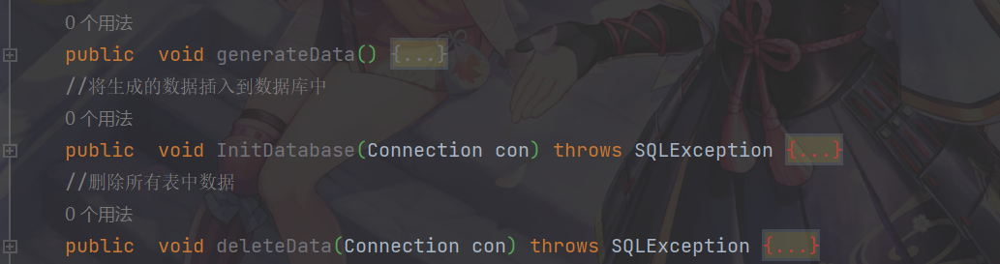 0 个用法
public  void generateData() {...}
//将生成的数据插入到数据库中
0 个用法
public  void InitDatabase(Connection con) throws SQLException {...}
//删除所有表中数据
0 个用法
public  void deleteData(Connection con) throws SQLException {...}